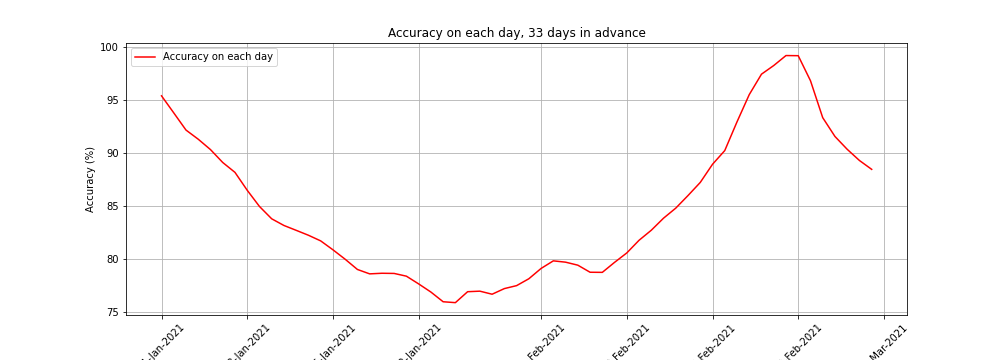 Accuracy on each day, 33 days in advance
Accuracy on each day
Accuracy (%)
100
95
90
85
80
75
-Jan-2021
-Jan-2021
-Jan-2021
-Jan-2021
Feb-2021
-Feb-2021
-Feb-2021
-Feb-2021
Mar-2021